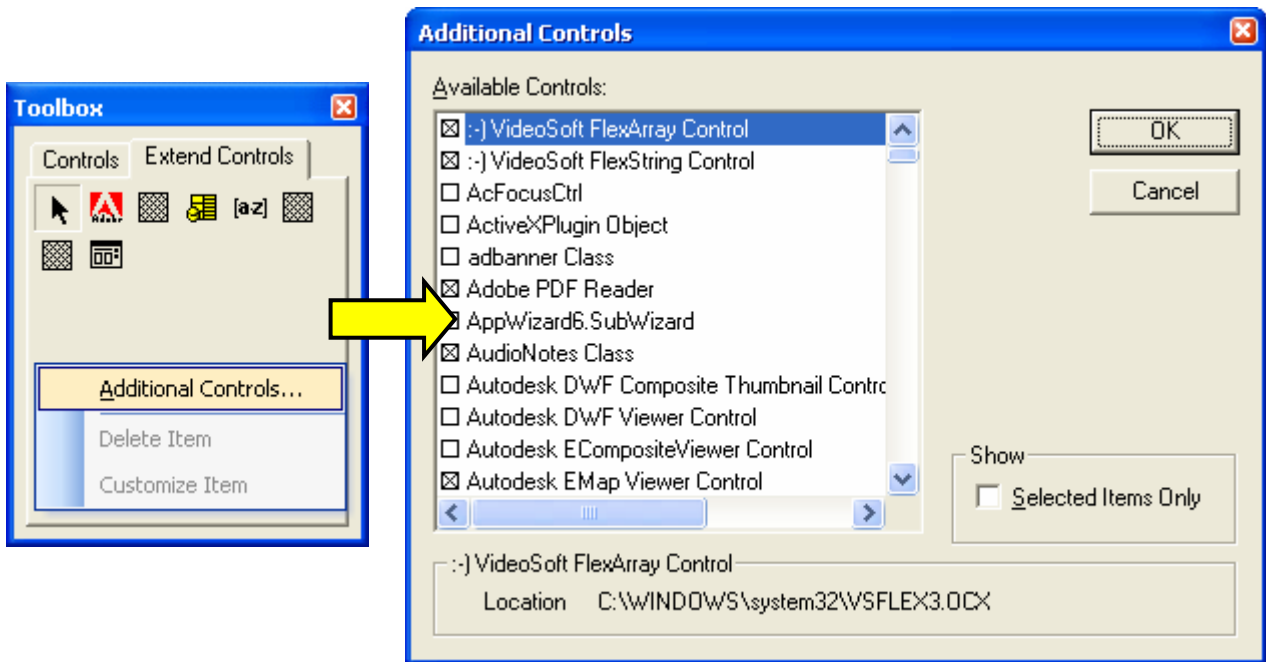 Toolbox
Controls
Extend Controls
[a-z]
Additional Controls...
Delete Item
Customize Item
Additional Controls
Available Controls:
:-) VideoSoft FlexArray Control
:-) VideoSoft FlexString Control
AcFocusCtrl
ActiveXPlugin Object
adbanner Class
Adobe PDF Reader
AppWizard6.SubWizard
AudioNotes Class
Autodesk DWF Composite Thumbnail Contrc
Autodesk DWF Viewer Control
Autodesk ECompositeViewer Control
Autodesk EMap Viewer Control
OK
Cancel
Show
Selected Items Only
:-) VideoSoft FlexArray Control
Location C:\WINDOWS\system32\VSFLEX3.OCX